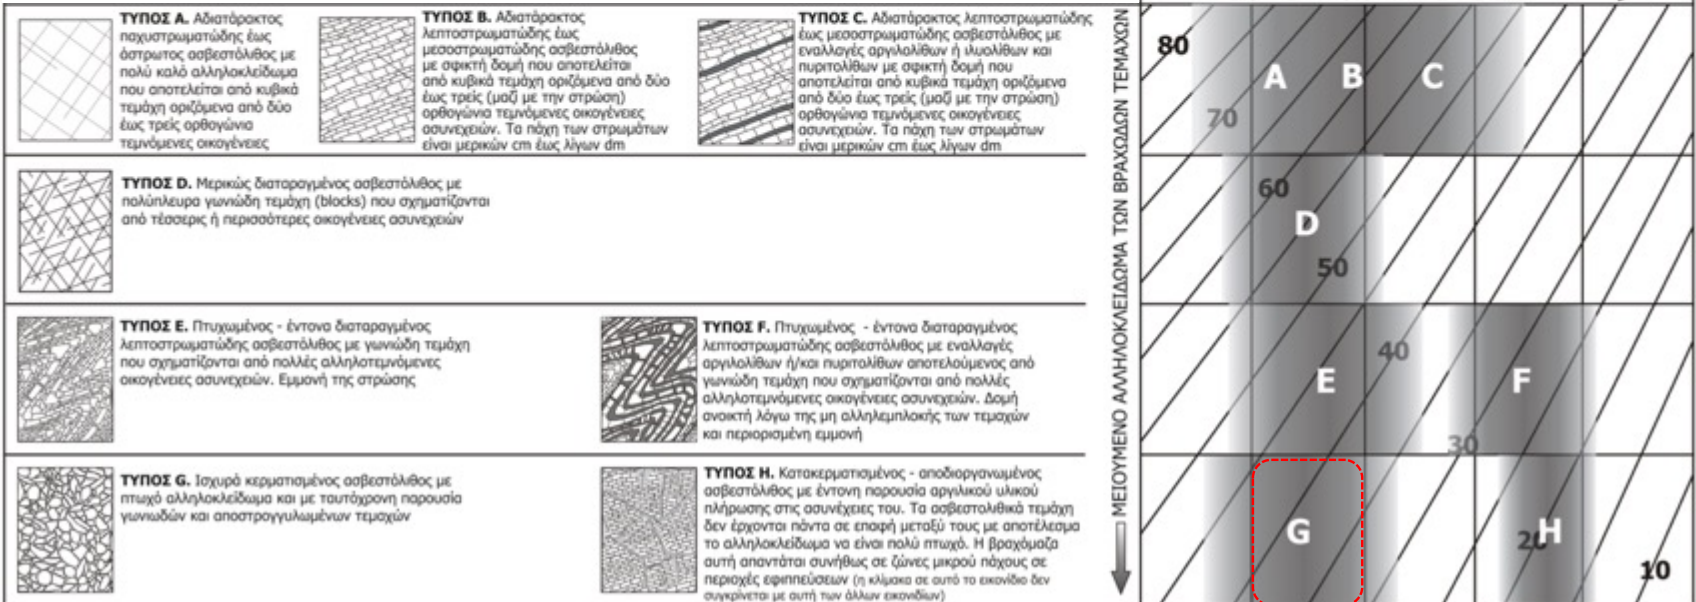 ΤΥΠΟΣ A. Αδιατάρακτος
παχυστρωματώδης έως
άστρωτος ασβεστόλιθος με
πολύ καλό αλληλοκλείδωμα
που αποτελείται από κυβικά
τεμάχη οριζόμενα από δύο
έως τρείς ορθογώνια
τεμνόμενες οικογένειες
ΤΥΠΟΣ B. Αδιατάρακτος
λεπτοστρωματώδης έως
μεσοστρωματώδης ασβεστόλιθος
με σφικτή δομή που αποτελείται
από κυβικά τεμάχη οριζόμενα από δύο
έως τρείς (μαζί με την στρώση)
ορθογώνια τεμνόμενες οικογένειες
ασυνεχειών. Τα πάχη των στρωμάτων
είναι μερικών cm έως λίγων dm
ΤΥΠΟΣ C. Αδιατάρακτος λεπτοστρωματώδης
έως μεσοστρωματώδης ασβεστόλιθος με
εναλλαγές αργιλολίθων ή ιλυολίθων και
πυριτολίθων με σφικτή δομή που
αποτελείται από κυβικά τεμάχη οριζόμενα
από δύο έως τρείς (μαζί με την στρώση)
ορθογώνια τεμνόμενες οικογένειες
ασυνεχειών. Τα πάχη των στρωμάτων
είναι μερικών cm έως λίγων dm
ΤΥΠΟΣ D. Μερικώς διαταραγμένος ασβεστόλιθος με
πολύπλευρα γωνιώδη τεμάχη (blocks) που σχηματίζονται
από τέσσερις ή περισσότερες οικογένειες ασυνεχειών
ΤΥΠΟΣ E. Πτυχωμένος - έντονα διαταραγμένος
λεπτοστρωματώδης ασβεστόλιθος με γωνιώδη τεμάχη
που σχηματίζονται από πολλές αλληλοτεμνόμενες
οικογένειες ασυνεχειών. Εμμονή της στρώσης
ΤΥΠΟΣ F. Πτυχωμένος - έντονα διαταραγμένος
λεπτοστρωματώδης ασβεστόλιθος με εναλλαγές
αργιλολίθων ή/και πυριτολίθων αποτελούμενος από
γωνιώδη τεμάχη που σχηματίζονται από πολλές
αλληλοτεμνόμενες οικογένειες ασυνεχειών. Δομή
ανοικτή λόγω της μη αλληλεμπλοκής των τεμαχών
και περιορισμένη εμμονή
ΤΥΠΟΣ G. Ισχυρά κερματισμένος ασβεστόλιθος με
πτωχό αλληλοκλείδωμα και με ταυτόχρονη παρουσία
γωνιωδών και αποστρογγυλωμένων τεμαχών
ΤΥΠΟΣ H. Κατακερματισμένος - αποδιοργανωμένος
ασβεστόλιθος με έντονη παρουσία αργιλικού υλικού
πλήρωσης στις ασυνέχειες του. Τα ασβεστολιθικά τεμάχη
δεν έρχονται πάντα σε επαφή μεταξύ τους με αποτέλεσμα
το αλληλοκλείδωμα να είναι πολύ πτωχό. Η βραχόμαζα
αυτή απαντάται συνήθως σε ζώνες μικρού πάχους σε
περιοχές εφιππεύσεων (η κλίμακα σε αυτό το εικονίδιο δεν
συγκρίνεται με αυτή των άλλων εικονιδίων)
ΜΕΙΟΥΜΕΝΟ ΑΛΛΗΛΟΚΛΕΙΔΩΜΑ ΤΩΝ ΒΡΑΧΩΔΩΝ ΤΕΜΑΧΩΝ
80
A B C
70
60
D
50
40
E F
30
G 20 H
10